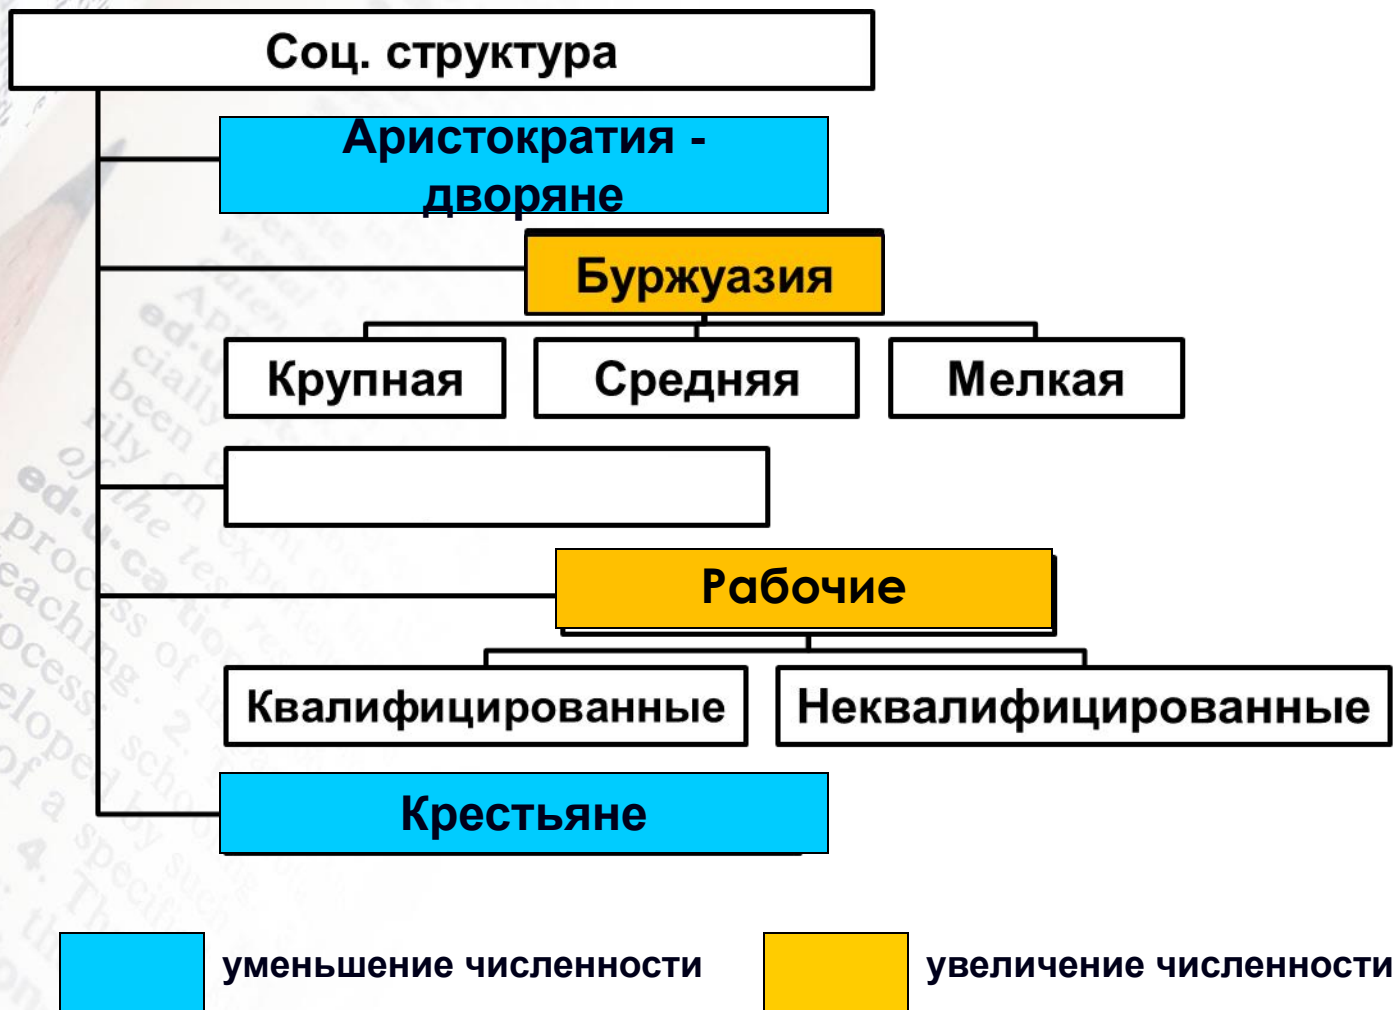 Соц. структура
Аристократия -
дворяне
Буржуазия
Крупная
Средняя
Мелкая
Рабочие
Квалифицированные
Неквалифицированные
Крестьяне
уменьшение численности
увеличение численности